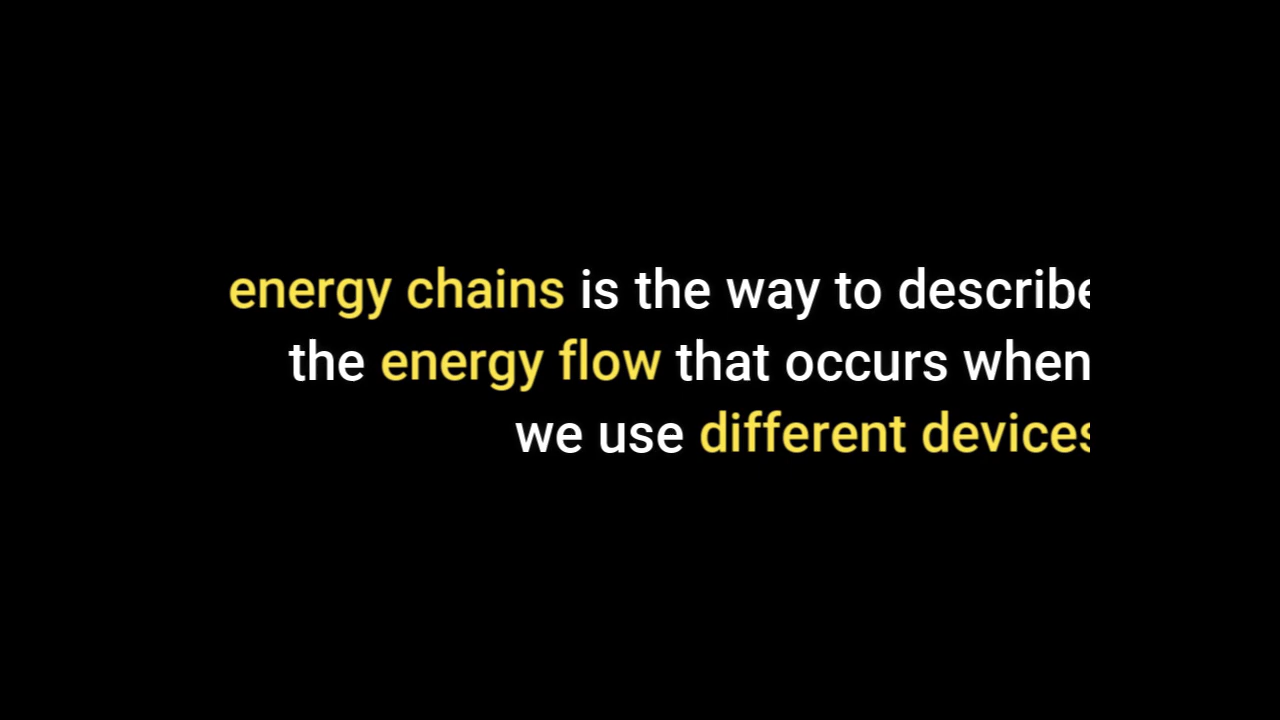 energy chains is the way to describe
the energy flow that occurs when
we use different devices